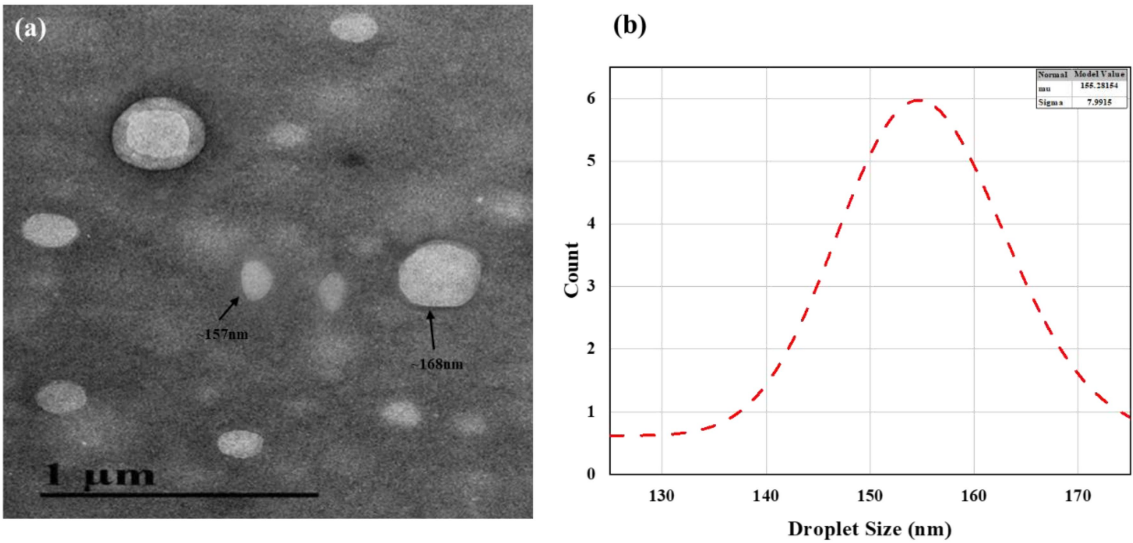 (a)
~157nm
~168nm
1 μm
(b)
Normal Model Value
mu 155.28154
Sigma 7.9915
6
5
4
3
2
1
0
130 140 150 160 170
Count
Droplet Size (nm)